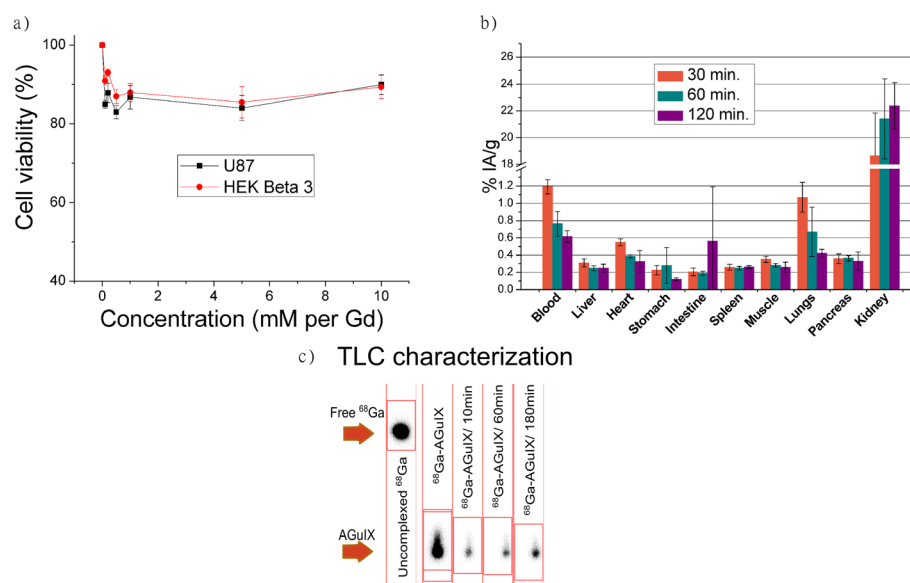 a)
Cell viability (%)
100
80
60
40
U87
HEK Beta 3
0
2
4
6
8
10
Concentration (mM per Gd)
b)
% IA/g
26
24
22
20
18
1.2
1.0
0.8
0.6
0.4
0.2
0.0
30 min.
60 min.
120 min.
Blood
Liver
Heart
Stomach
Intestine
Spleen
Muscle
Lungs
Pancreas
Kidney
c) TLC characterization
Free ⁶⁸Ga
AGuIX
Uncomplexed ⁶⁸Ga
⁶⁸Ga-AGuIX
⁶⁸Ga-AGuIX/ 10min
⁶⁸Ga-AGuIX/ 60min
⁶⁸Ga-AGuIX/ 180min